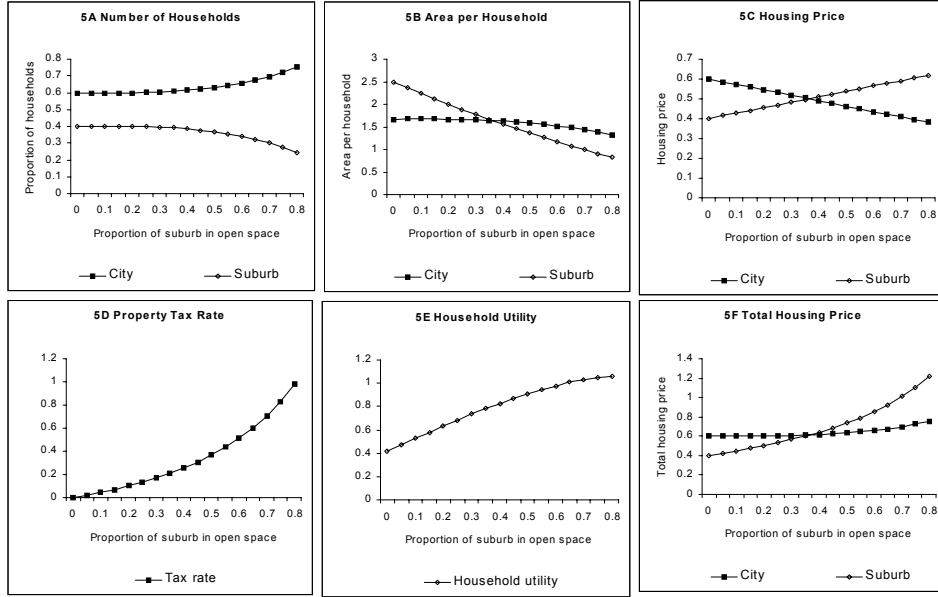 5A Number of Households
Proportion of households
0.8
0.7
0.6
0.5
0.4
0.3
0.2
0.1
0
0 0.1 0.2 0.3 0.4 0.5 0.6 0.7 0.8
Proportion of suburb in open space
City Suburb
5B Area per Household
Area per household
3
2.5
2
1.5
1
0.5
0
0 0.1 0.2 0.3 0.4 0.5 0.6 0.7 0.8
Proportion of suburb in open space
City Suburb
5C Housing Price
Housing price
0.7
0.6
0.5
0.4
0.3
0.2
0.1
0
0 0.1 0.2 0.3 0.4 0.5 0.6 0.7 0.8
Proportion of suburb in open space
City Suburb
5D Property Tax Rate
1.2
1
0.8
0.6
0.4
0.2
0
0 0.1 0.2 0.3 0.4 0.5 0.6 0.7 0.8
Proportion of suburb in open space
Tax rate
5E Household Utility
1.2
1
0.8
0.6
0.4
0.2
0
0 0.1 0.2 0.3 0.4 0.5 0.6 0.7 0.8
Proportion of suburb in open space
Household utility
5F Total Housing Price
Total housing price
1.4
1.2
1
0.8
0.6
0.4
0.2
0
0 0.1 0.2 0.3 0.4 0.5 0.6 0.7 0.8
Proportion of suburb in open space
City Suburb